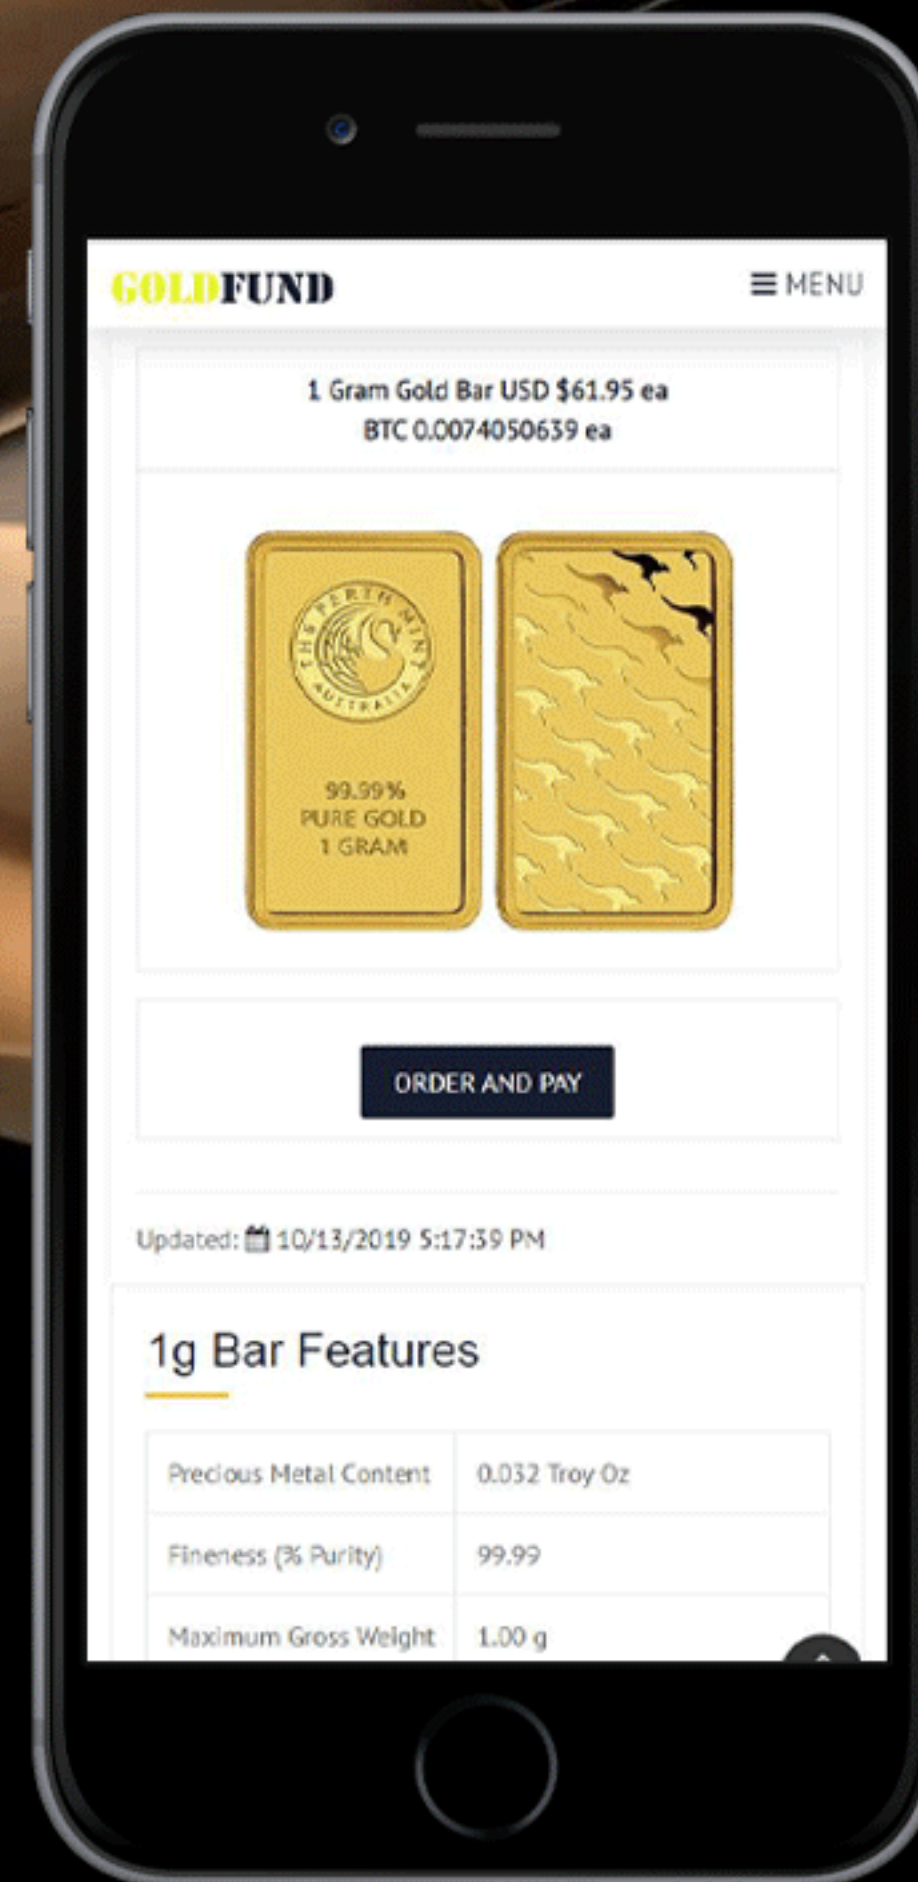 GOLDFUND
MENU
1 Gram Gold Bar USD $61.95 ea
BTC 0.0074050639 ea
THE PERTH MINT
AUSTRALIA
99.99%
PURE GOLD
1 GRAM
ORDER AND PAY
Updated: 10/13/2019 5:17:39 PM
1g Bar Features
Precious Metal Content 0.032 Troy Oz
Fineness (% Purity) 99.99
Maximum Gross Weight 1.00 g